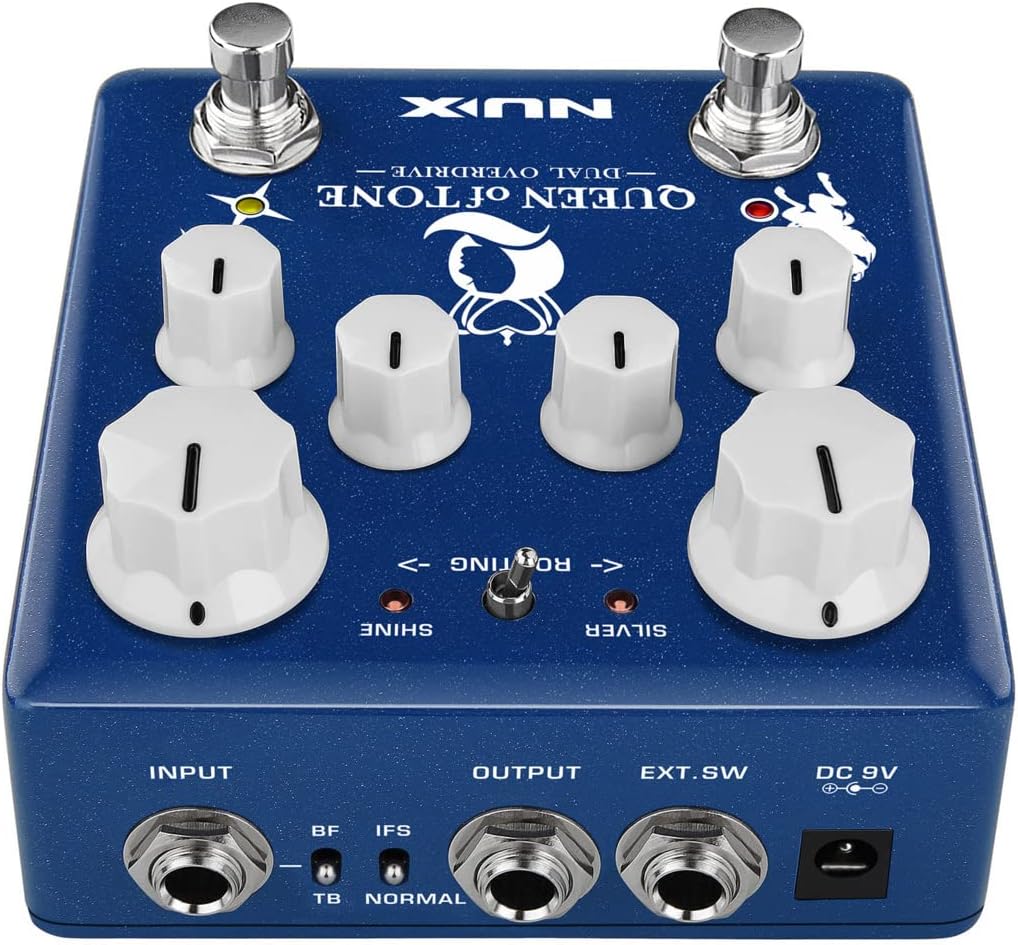 NUX
DUAL OVERDRIVE
QUEEN of TONE
<- ROUTING ->
SILVER
SHINE
INPUT
OUTPUT
EXT.SW
DC 9V
BF
IFS
TB
NORMAL